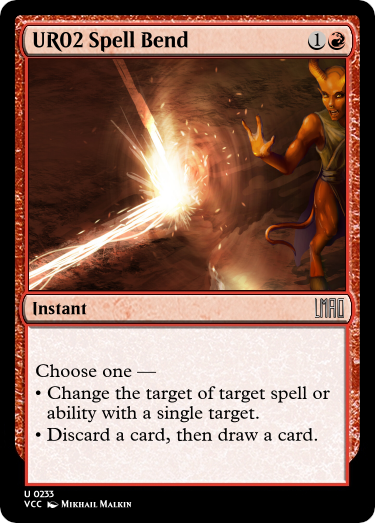 UR02 Spell Bend 1
Instant LMAO
Choose one —
• Change the target of target spell or
ability with a single target.
• Discard a card, then draw a card.
U 0233
VCC Mikhail Malkin